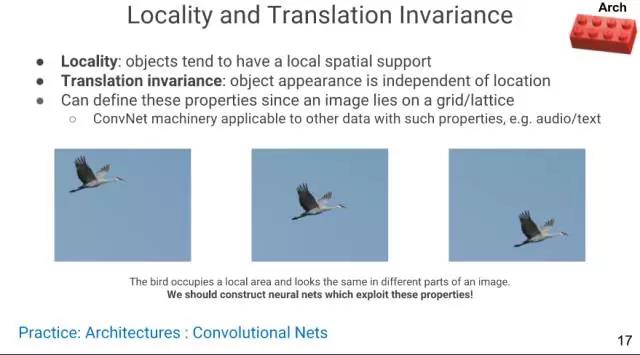 Locality and Translation Invariance
Arch
● Locality: objects tend to have a local spatial support
● Translation invariance: object appearance is independent of location
● Can define these properties since an image lies on a grid/lattice
○ ConvNet machinery applicable to other data with such properties, e.g. audio/text
The bird occupies a local area and looks the same in different parts of an image.
We should construct neural nets which exploit these properties!
Practice: Architectures : Convolutional Nets
17